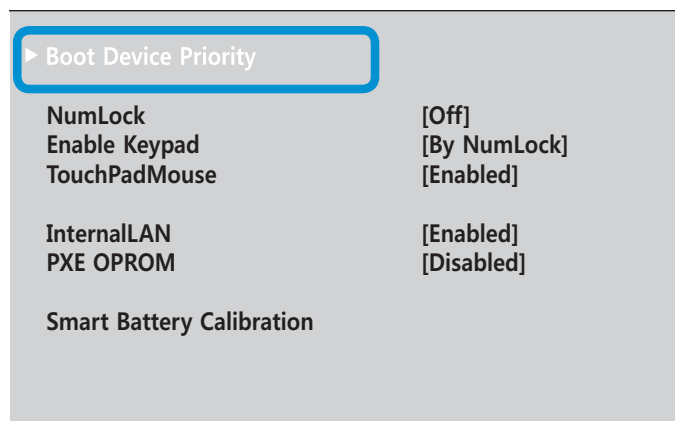 Boot Device Priority
NumLock [Off]
Enable Keypad [By NumLock]
TouchPadMouse [Enabled]
InternalLAN [Enabled]
PXE OPROM [Disabled]
Smart Battery Calibration